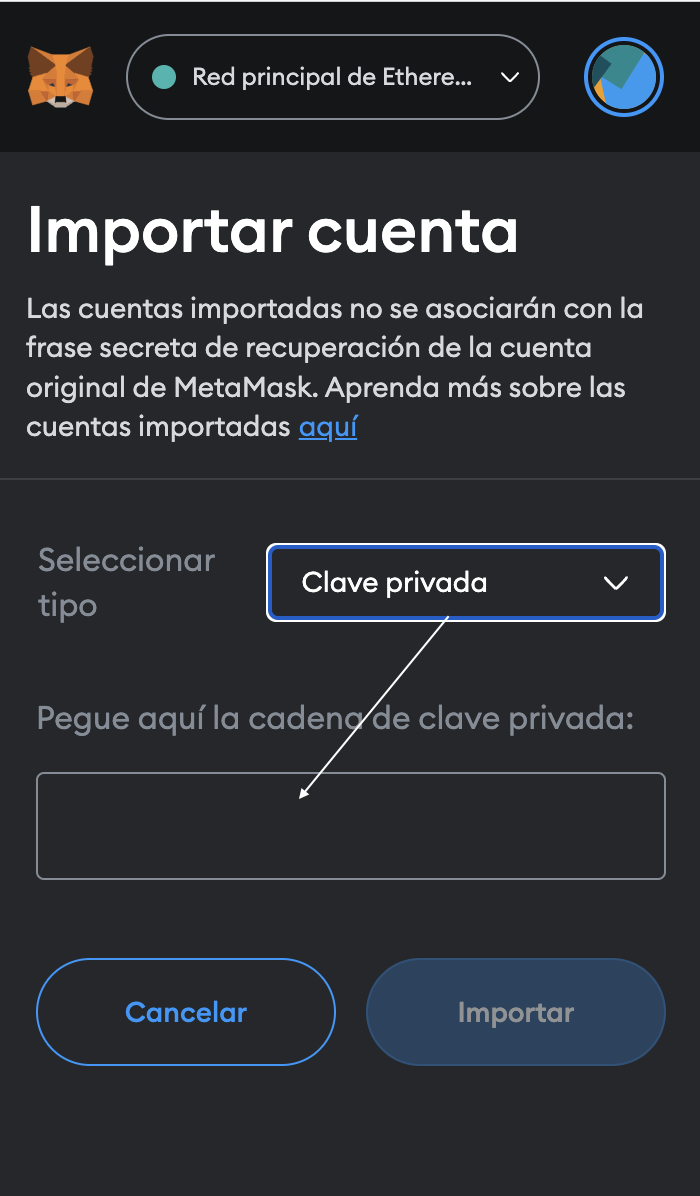 Red principal de Ethere...
Importar cuenta
Las cuentas importadas no se asociarán con la
frase secreta de recuperación de la cuenta
original de MetaMask. Aprenda más sobre las
cuentas importadas aquí
Seleccionar
tipo
Clave privada
Pegue aquí la cadena de clave privada:
Cancelar
Importar